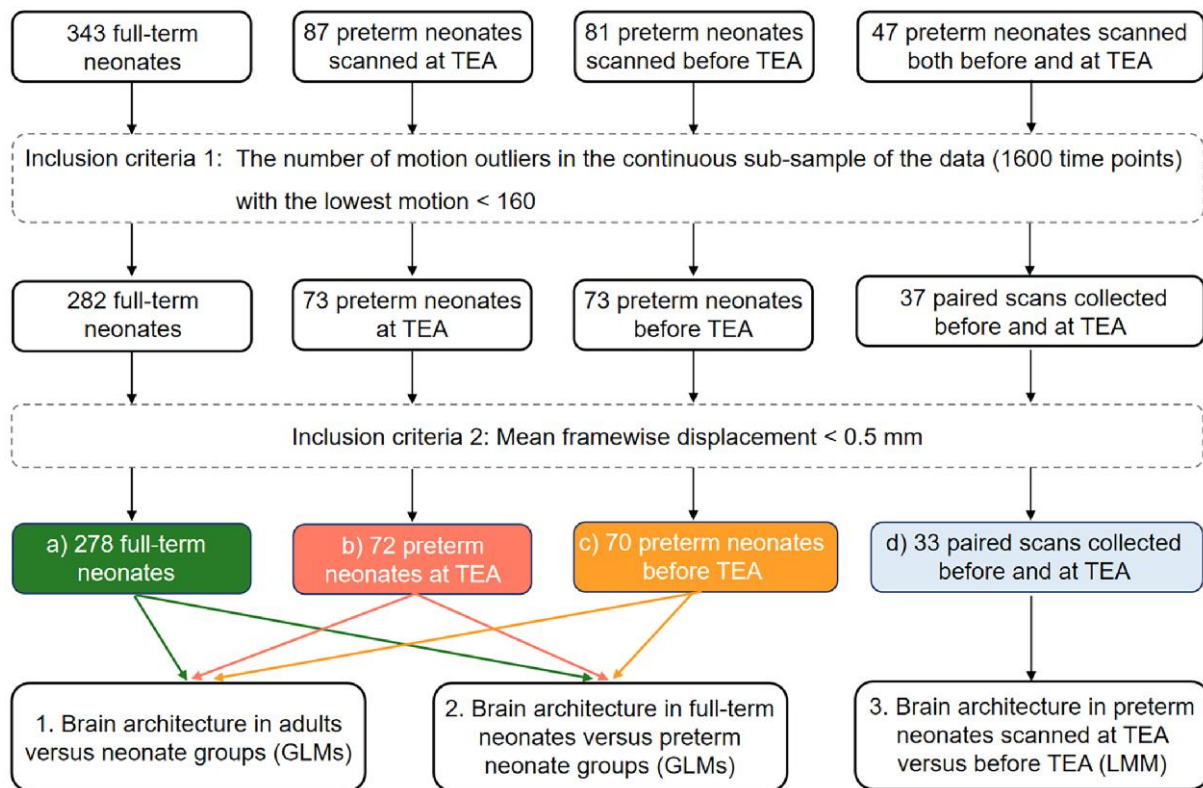 343 full-term
neonates
87 preterm neonates
scanned at TEA
81 preterm neonates
scanned before TEA
47 preterm neonates scanned
both before and at TEA
Inclusion criteria 1:  The number of motion outliers in the continuous sub-sample of the data (1600 time points)
with the lowest motion < 160
282 full-term
neonates
73 preterm neonates
at TEA
73 preterm neonates
before TEA
37 paired scans collected
before and at TEA
Inclusion criteria 2: Mean framewise displacement < 0.5 mm
a) 278 full-term
neonates
b) 72 preterm
neonates at TEA
c) 70 preterm neonates
before TEA
d) 33 paired scans collected
before and at TEA
1. Brain architecture in adults
versus neonate groups (GLMs)
2. Brain architecture in full-term
neonates versus preterm
neonate groups (GLMs)
3. Brain architecture in preterm
neonates scanned at TEA
versus before TEA (LMM)